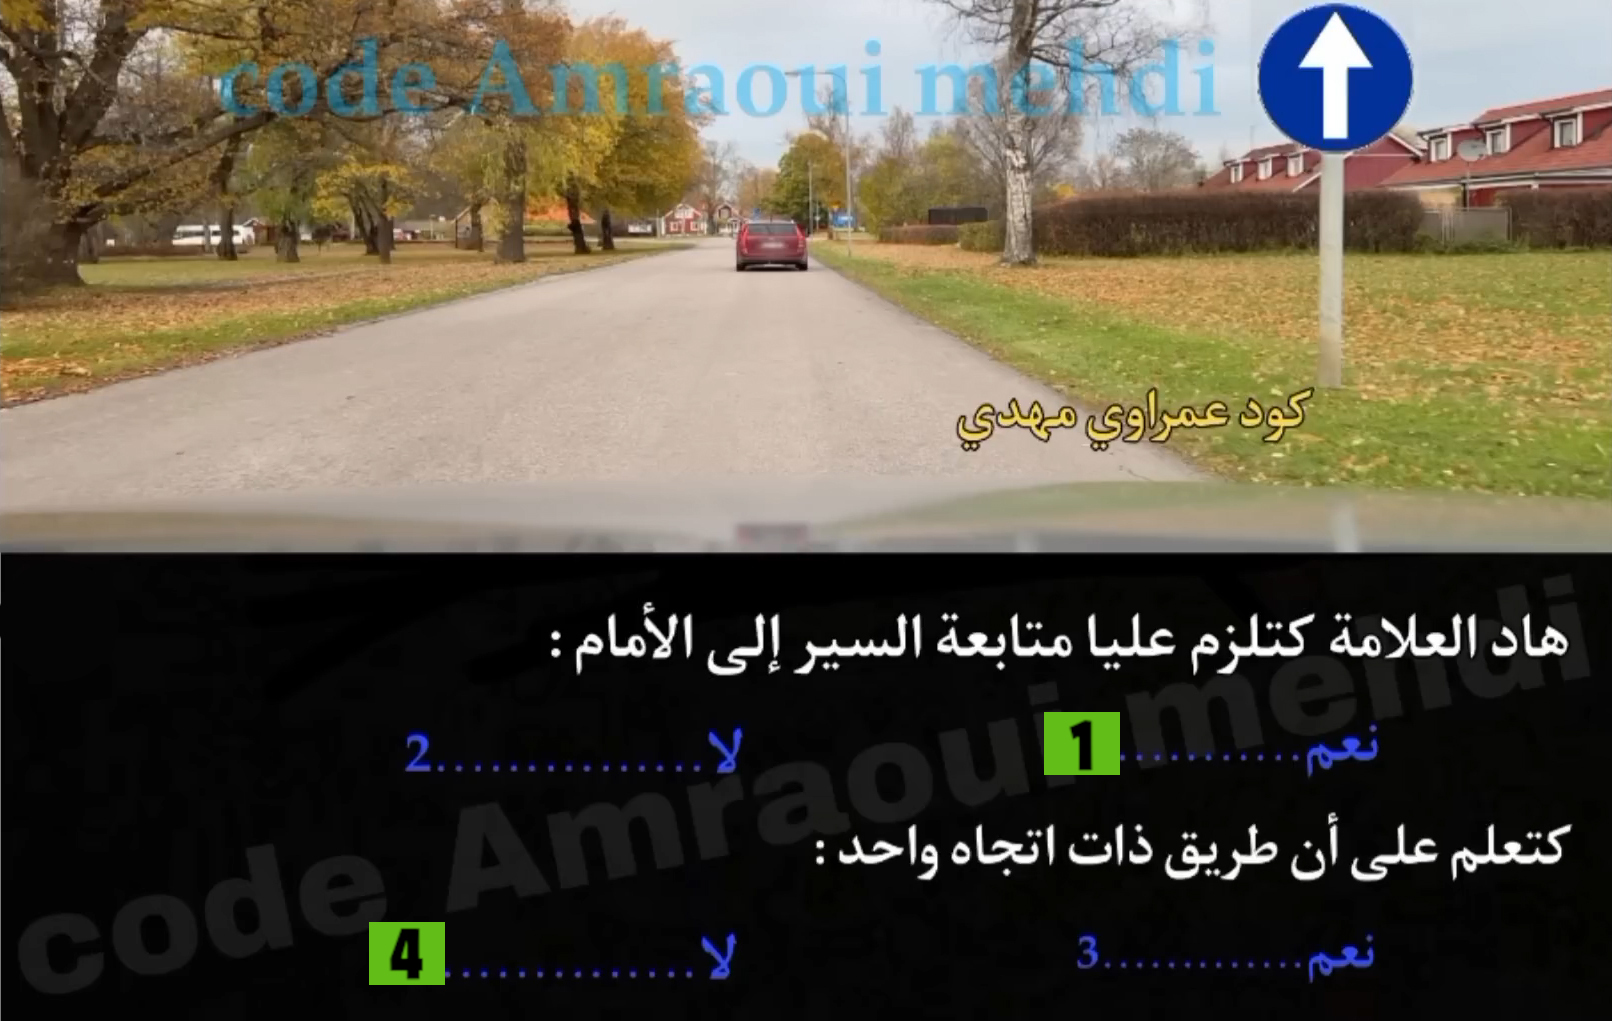 code Amraoui mehdi
كود عمراوي مهدي
هاد العلامة كتلزم عليا متابعة السير إلى الأمام :
نعم............1 لا...............2
كتعلم على أن طريق ذات اتجاه واحد :
نعم.............3 لا...............4
code Amraoui mehdi